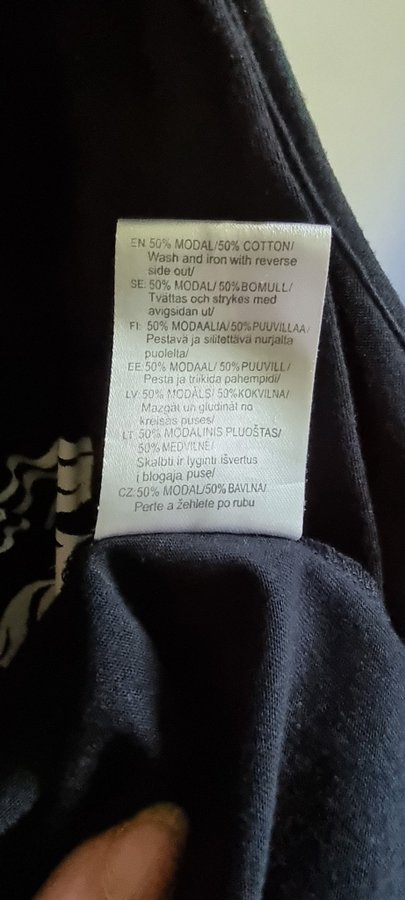 EN: 50% MODAL/50% COTTON/
Wash and iron with reverse
side out/
SE: 50% MODAL/ 50%BOMULL/
Tvättas och strykes med
avigsidan ut/
FI: 50% MODAALIA/50%PUUVILLAA/
Pestavä ja silitettävä nurjalta
puolelta/
EE: 50% MODAAL/ 50%PUUVILL/
Pesta ja triikida pahempidi/
LV: 50% MODĀLS/ 50%KOKVILNA/
Mazgāt un gludināt no
kreisās puses/
LT: 50% MODALINIS PLUOŠTAS/
50% MEDVILNĖ/
Skalbti ir lyginti išvertus
į blogąją pusę/
CZ: 50% MODAL/50% BAVLNA/
Perte a žehlete po rubu